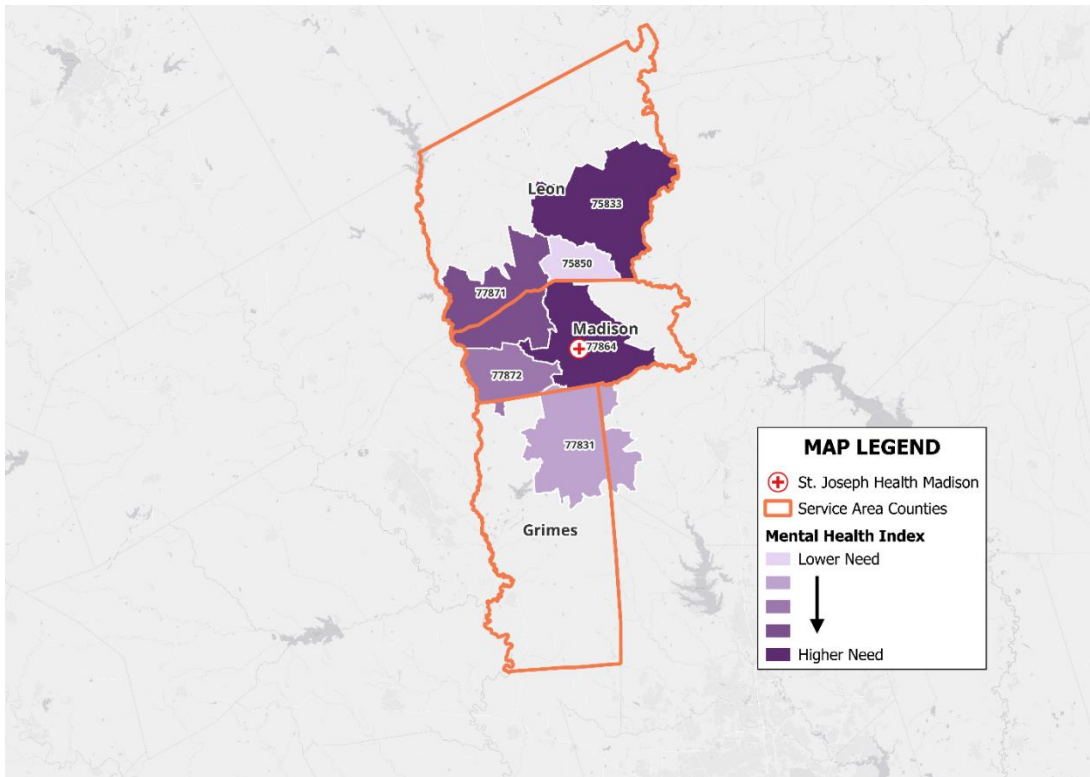 Leon
75833
75850
77871
Madison
77864
77872
77831
Grimes
MAP LEGEND
St. Joseph Health Madison
Service Area Counties
Mental Health Index
Lower Need
Higher Need